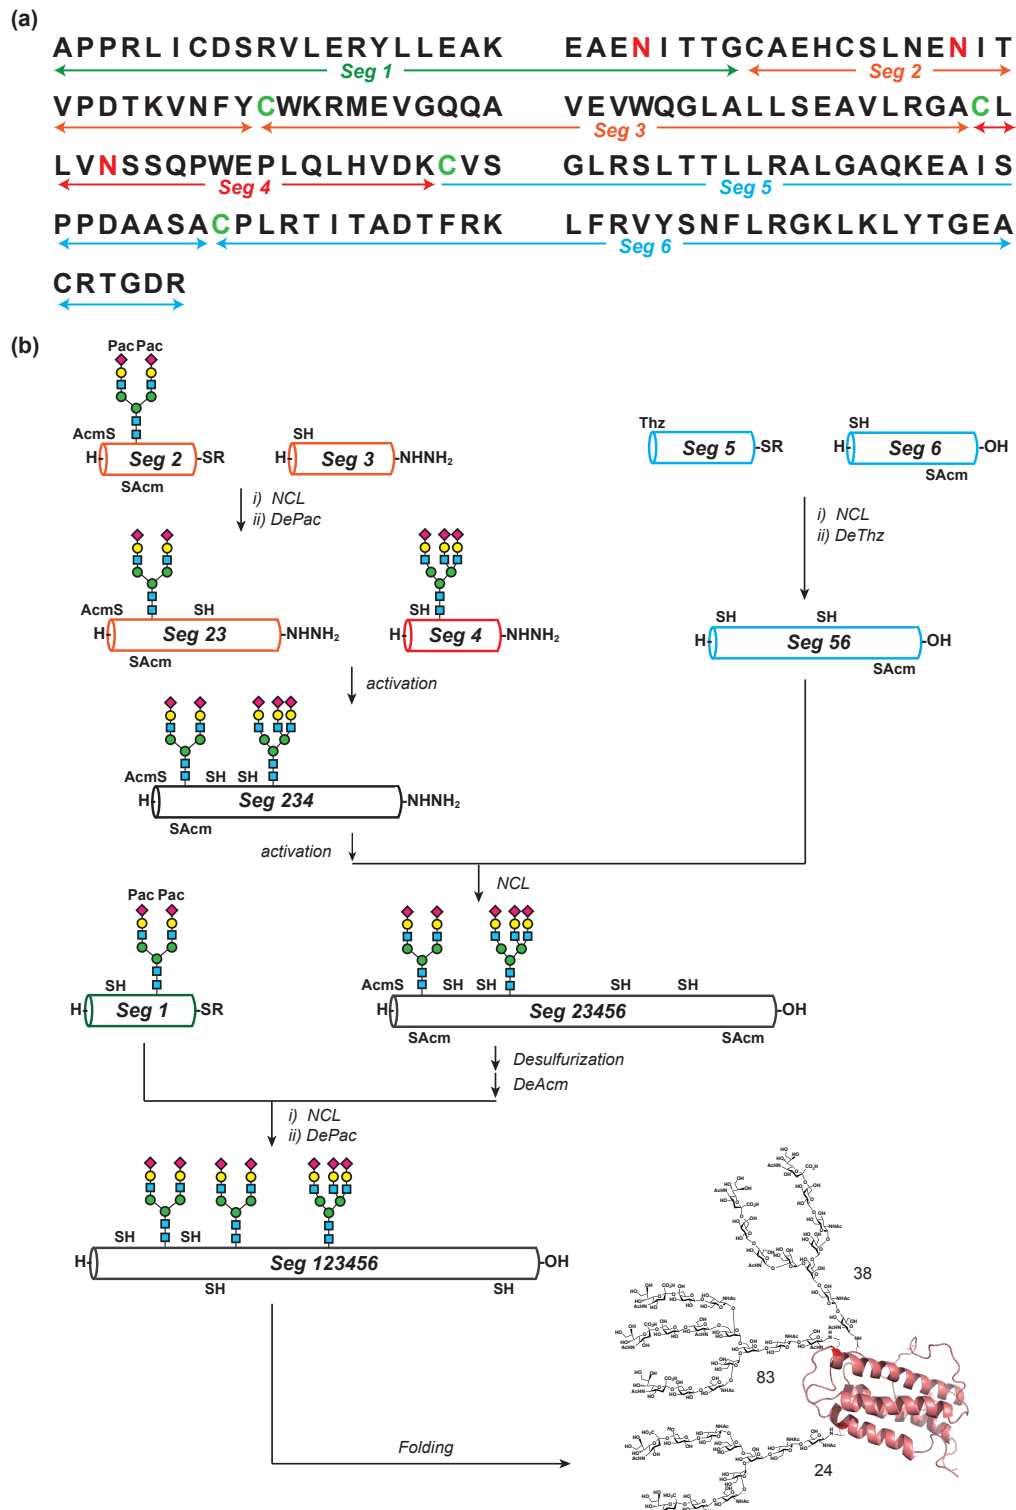 (a)
APPRLICDSRVLERYLLEAK EAENITTGCAEHCSLNENIT
Seg 1 Seg 2
VPDTKVNFYCWKRMEVGQQA VEVWQGLALLSEAVLRGACL
Seg 3
LVNSSQPWEPLQLHVDKCVS GLRSLTTLLRALGAQKEAIS
Seg 4 Seg 5
PPDAASACPLRTITADTFRK LFRVYSNFLRGKLKLYTGEA
Seg 6
CRTGDR
(b)
Pac Pac
AcmS SH Thz SH
H- Seg 2 -SR H- Seg 3 -NHNH2 Seg 5 -SR H- Seg 6 -OH
SAcm SAcm
i) NCL
ii) DePac
i) NCL
ii) DeThz
AcmS SH SH SH SH
H- Seg 23 -NHNH2 H- Seg 4 -NHNH2 H- Seg 56 -OH
SAcm SAcm
activation
AcmS SH SH
H- Seg 234 -NHNH2
SAcm
activation
NCL
Pac Pac
SH AcmS SH SH SH SH
H- Seg 1 -SR H- Seg 23456 -OH
SAcm SAcm
Desulfurization
DeAcm
i) NCL
ii) DePac
SH SH
H- Seg 123456 -OH
SH SH
38
83
24
Folding